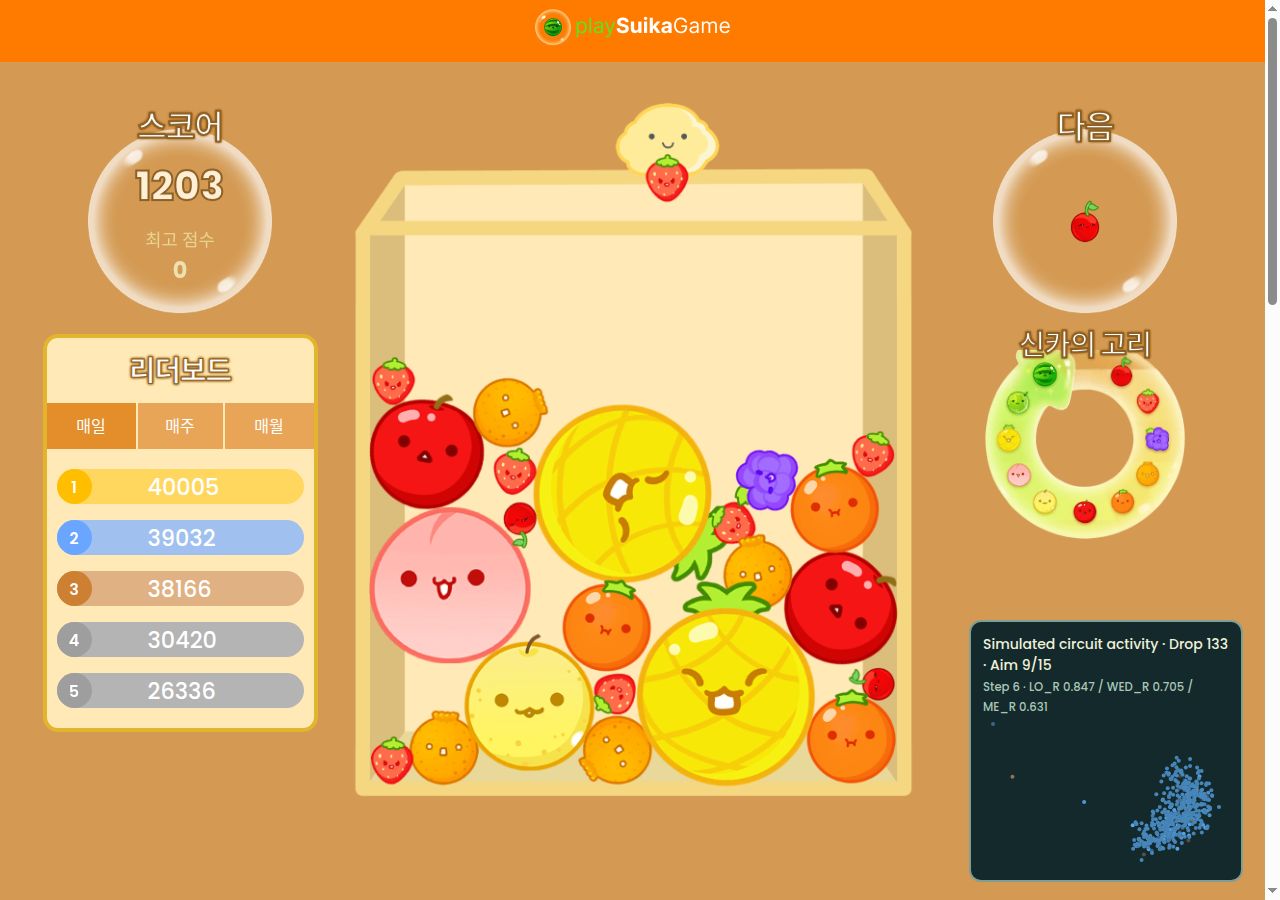 playSuikaGame
스코어
1203
최고 점수
0
다음
리더보드
매일 매주 매월
1 40005
2 39032
3 38166
4 30420
5 26336
신카의 고리
Simulated circuit activity · Drop 133
· Aim 9/15
Step 6 · LO_R 0.847 / WED_R 0.705 /
ME_R 0.631